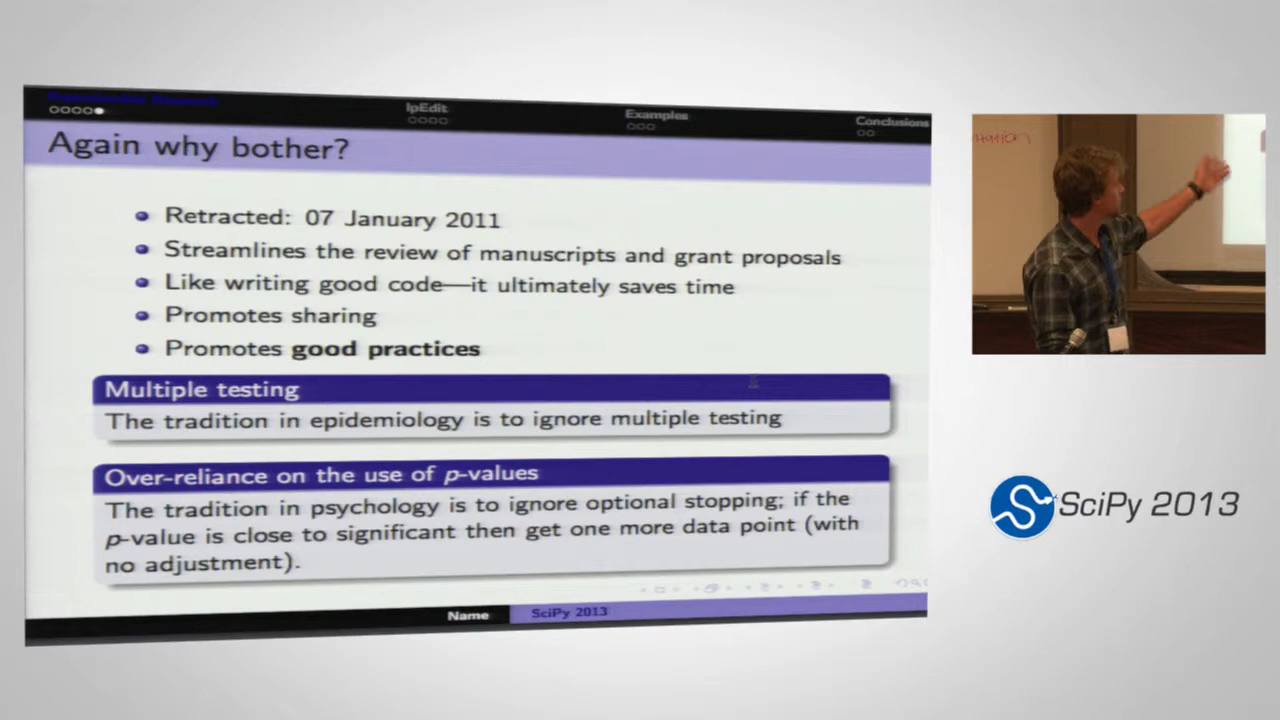 Reproducible Research
IpEdit
Examples
Conclusions
Again why bother?
Retracted: 07 January 2011
Streamlines the review of manuscripts and grant proposals
Like writing good code—it ultimately saves time
Promotes sharing
Promotes good practices
Multiple testing
The tradition in epidemiology is to ignore multiple testing
Over-reliance on the use of p-values
The tradition in psychology is to ignore optional stopping; if the
p-value is close to significant then get one more data point (with
no adjustment).
Name
SciPy 2013
SciPy 2013